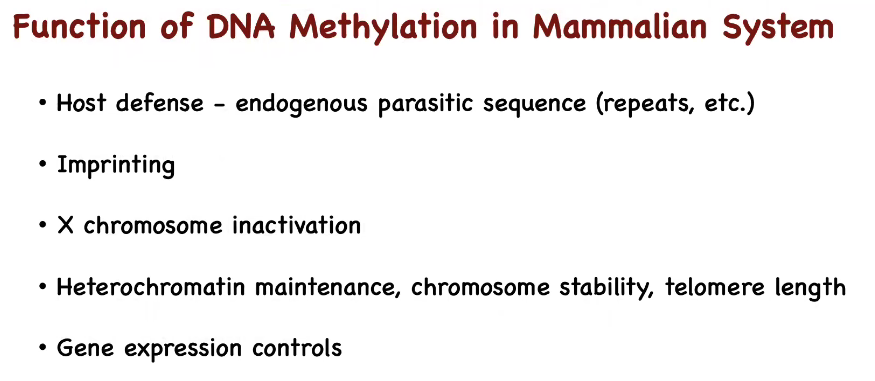 Function of DNA Methylation in Mammalian System
• Host defense – endogenous parasitic sequence (repeats, etc.)
• Imprinting
• X chromosome inactivation
• Heterochromatin maintenance, chromosome stability, telomere length
• Gene expression controls